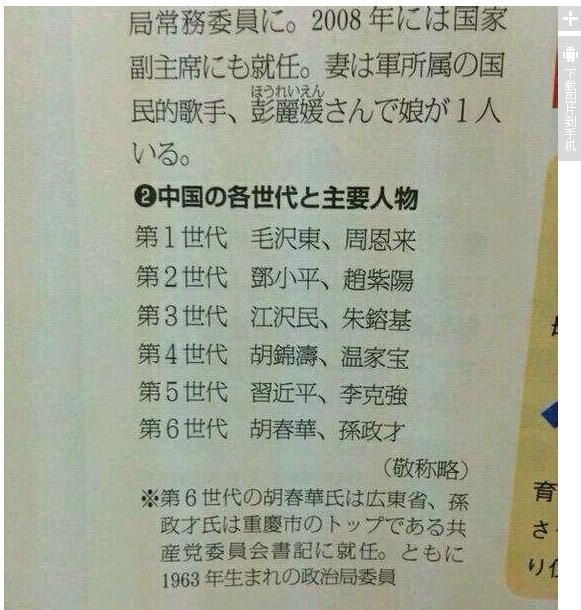 局常務委員に。2008年には国家
副主席にも就任。妻は軍所属の国
ほうれいえん
民的歌手、彭麗媛さんで娘が1人
いる。
❷中国の各世代と主要人物
第1世代 毛沢東、周恩来
第2世代 鄧小平、趙紫陽
第3世代 江沢民、朱鎔基
第4世代 胡錦濤、温家宝
第5世代 習近平、李克強
第6世代 胡春華、孫政才
(敬称略)
※第6世代の胡春華氏は広東省、孫
政才氏は重慶市のトップである共
産党委員会書記に就任。ともに
1963年生まれの政治局委員
下载图片到手机
育
さ
り